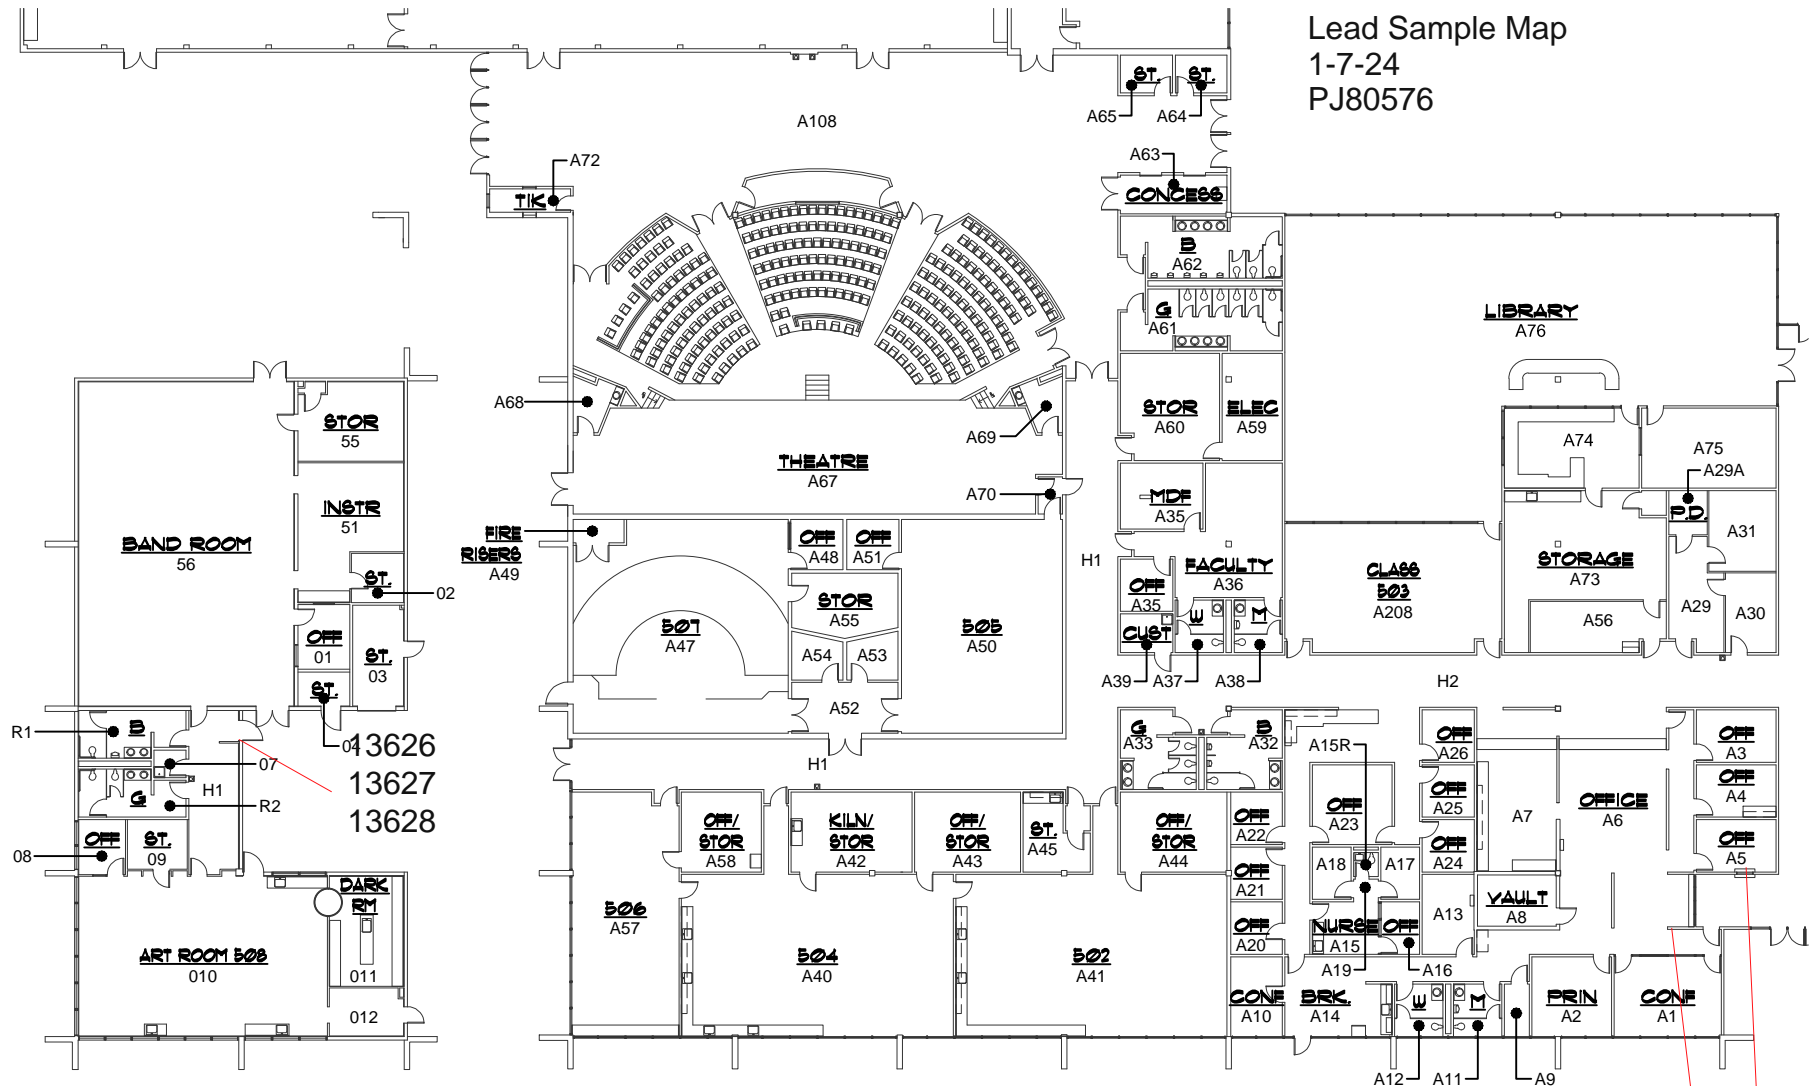 Lead Sample Map
1-7-24
PJ80576
ST.
ST.
A65
A64
A108
A63
A72
CONCESS
TIK
B
A62
G
A61
LIBRARY
A76
A68
A69
STOR
A60
ELEC
A59
STOR
55
A74
A75
A29A
THEATRE
A67
A70
MDF
A35
P.D.
A31
INSTR
51
FIRE
RISERS
A49
OFF
A48
OFF
A51
BAND ROOM
56
H1
FACULTY
A36
CLASS
503
A208
STORAGE
A73
ST.
02
OFF
A35
STOR
A55
A56
A29
A30
507
A47
505
A50
OFF
01
ST.
03
CUST
W
M
A54
A53
A39
A37
A38
H2
ST.
04
A52
R1
B
13626
13627
13628
07
H1
G
R2
G
A33
B
A32
A15R
OFF
A26
OFF
A3
H1
OFF
A25
OFF
A4
OFF
A23
A7
OFFICE
A6
OFF
08
ST.
09
OFF/
STOR
A58
KILN/
STOR
A42
OFF/
STOR
A43
ST.
A45
OFF/
STOR
A44
OFF
A22
OFF
A24
OFF
A5
A18
A17
DARK
RM
OFF
A21
VAULT
A8
506
A57
A13
OFF
A20
NURSE
A15
OFF
ART ROOM 508
010
011
504
A40
502
A41
A19
A16
CONF
A10
BRK.
A14
W
M
PRIN
A2
CONF
A1
012
A12
A11
A9